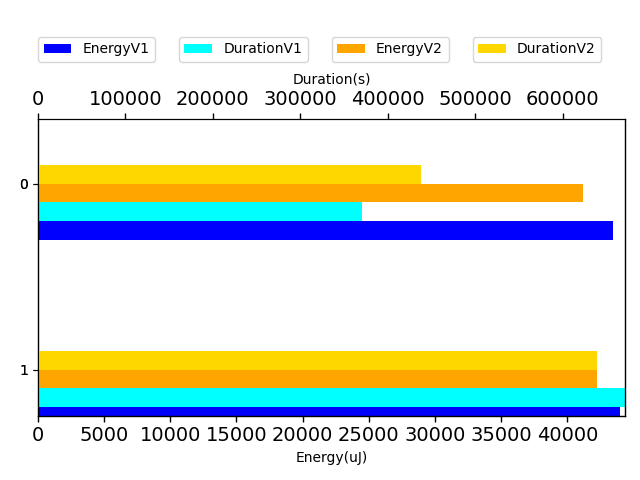 EnergyV1 DurationV1 EnergyV2 DurationV2
Duration(s)
0 100000 200000 300000 400000 500000 600000
0
1
0 5000 10000 15000 20000 25000 30000 35000 40000
Energy(uJ)